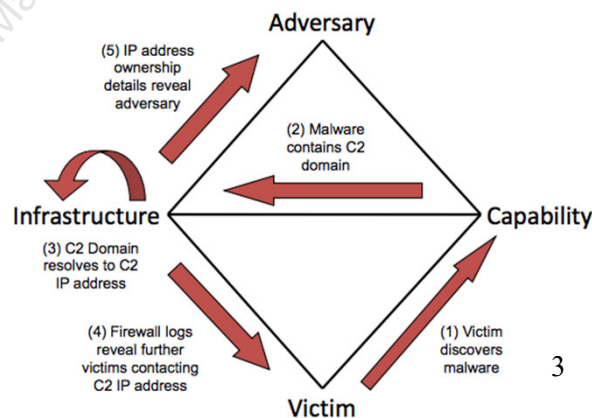 Adversary
(5) IP address
ownership
details reveal
adversary
(2) Malware
contains C2
domain
Infrastructure
Capability
(3) C2 Domain
resolves to C2
IP address
(4) Firewall logs
reveal further
victims contacting
C2 IP address
(1) Victim
discovers
malware
3
Victim